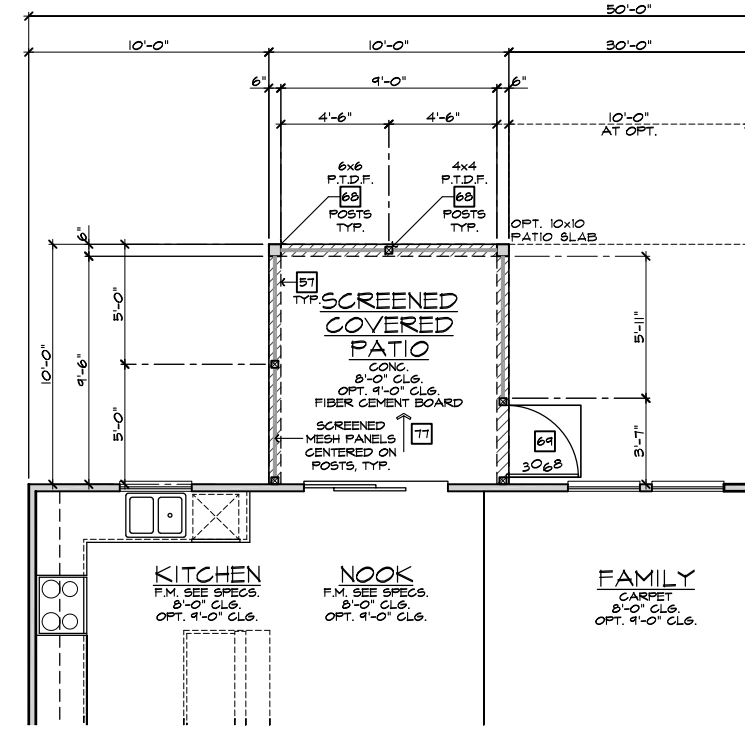 50'-0"
10'-0"
10'-0"
30'-0"
6"
9'-0"
6"
4'-6"
4'-6"
10'-0"
AT OPT.
6x6
P.T.D.F.
68
POSTS
TYP.
4x4
P.T.D.F.
68
POSTS
TYP.
OPT. 10x10
PATIO SLAB
6"
5'-0"
10'-0"
9'-6"
5'-0"
57
TYP.
SCREENED
COVERED
PATIO
CONC.
8'-0" CLG.
OPT. 9'-0" CLG.
FIBER CEMENT BOARD
SCREENED
MESH PANELS
CENTERED ON
POSTS, TYP.
77
5'-11"
3'-7"
69
3068
KITCHEN
F.M. SEE SPECS.
8'-0" CLG.
OPT. 9'-0" CLG.
NOOK
F.M. SEE SPECS.
8'-0" CLG.
OPT. 9'-0" CLG.
FAMILY
CARPET
8'-0" CLG.
OPT. 9'-0" CLG.